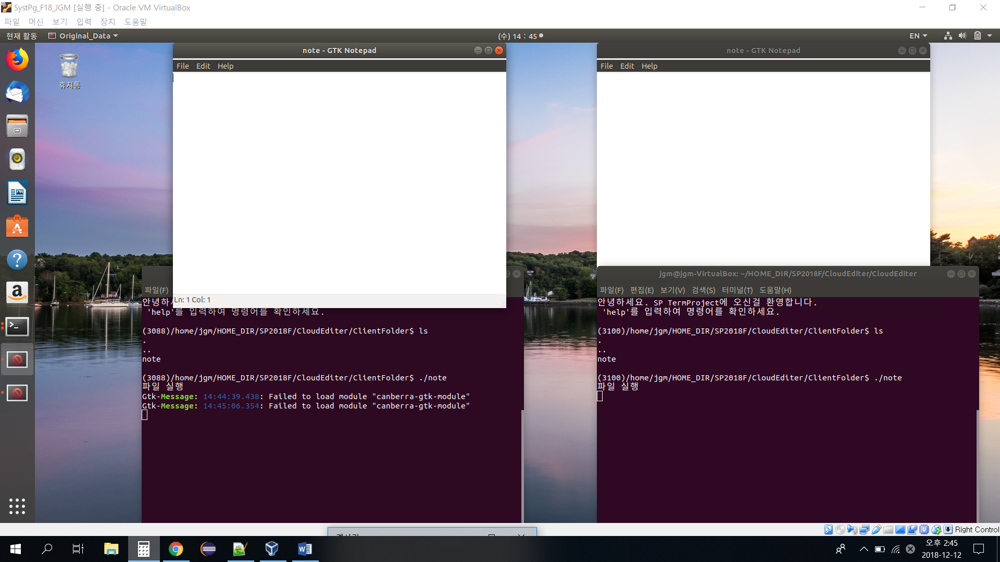 SystPg_F18_JGM [실행 중] - Oracle VM VirtualBox
파일 머신 보기 입력 장치 도움말
현재 활동 Original_Data (수) 14 : 45 EN
휴지통
note - GTK Notepad
File Edit Help
Ln: 1 Col: 1
note - GTK Notepad
File Edit Help
파일(F)
안녕하
'help'를 입력하여 명령어를 확인하세요.
(3088)/home/jgm/HOME_DIR/SP2018F/CloudEditer/ClientFolder$ ls
.
..
note
(3088)/home/jgm/HOME_DIR/SP2018F/CloudEditer/ClientFolder$ ./note
파일 실행
Gtk-Message: 14:44:39.438: Failed to load module "canberra-gtk-module"
Gtk-Message: 14:45:06.354: Failed to load module "canberra-gtk-module"
jgm@jgm-VirtualBox: ~/HOME_DIR/SP2018F/CloudEditer/CloudEditer
파일(F) 편집(E) 보기(V) 검색(S) 터미널(T) 도움말(H)
안녕하세요. SP TermProject에 오신걸 환영합니다.
'help'를 입력하여 명령어를 확인하세요.
(3100)/home/jgm/HOME_DIR/SP2018F/CloudEditer/ClientFolder$ ls
.
..
note
(3100)/home/jgm/HOME_DIR/SP2018F/CloudEditer/ClientFolder$ ./note
파일 실행
Right Control
오후 2:45
2018-12-12